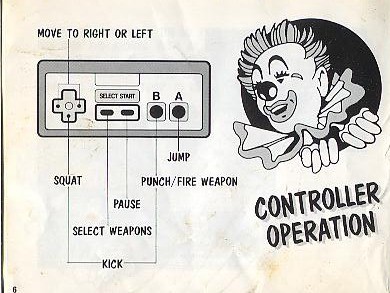 MOVE TO RIGHT OR LEFT
SELECT START
B A
JUMP
SQUAT
PUNCH/FIRE WEAPON
PAUSE
SELECT WEAPONS
KICK
CONTROLLER
OPERATION
6